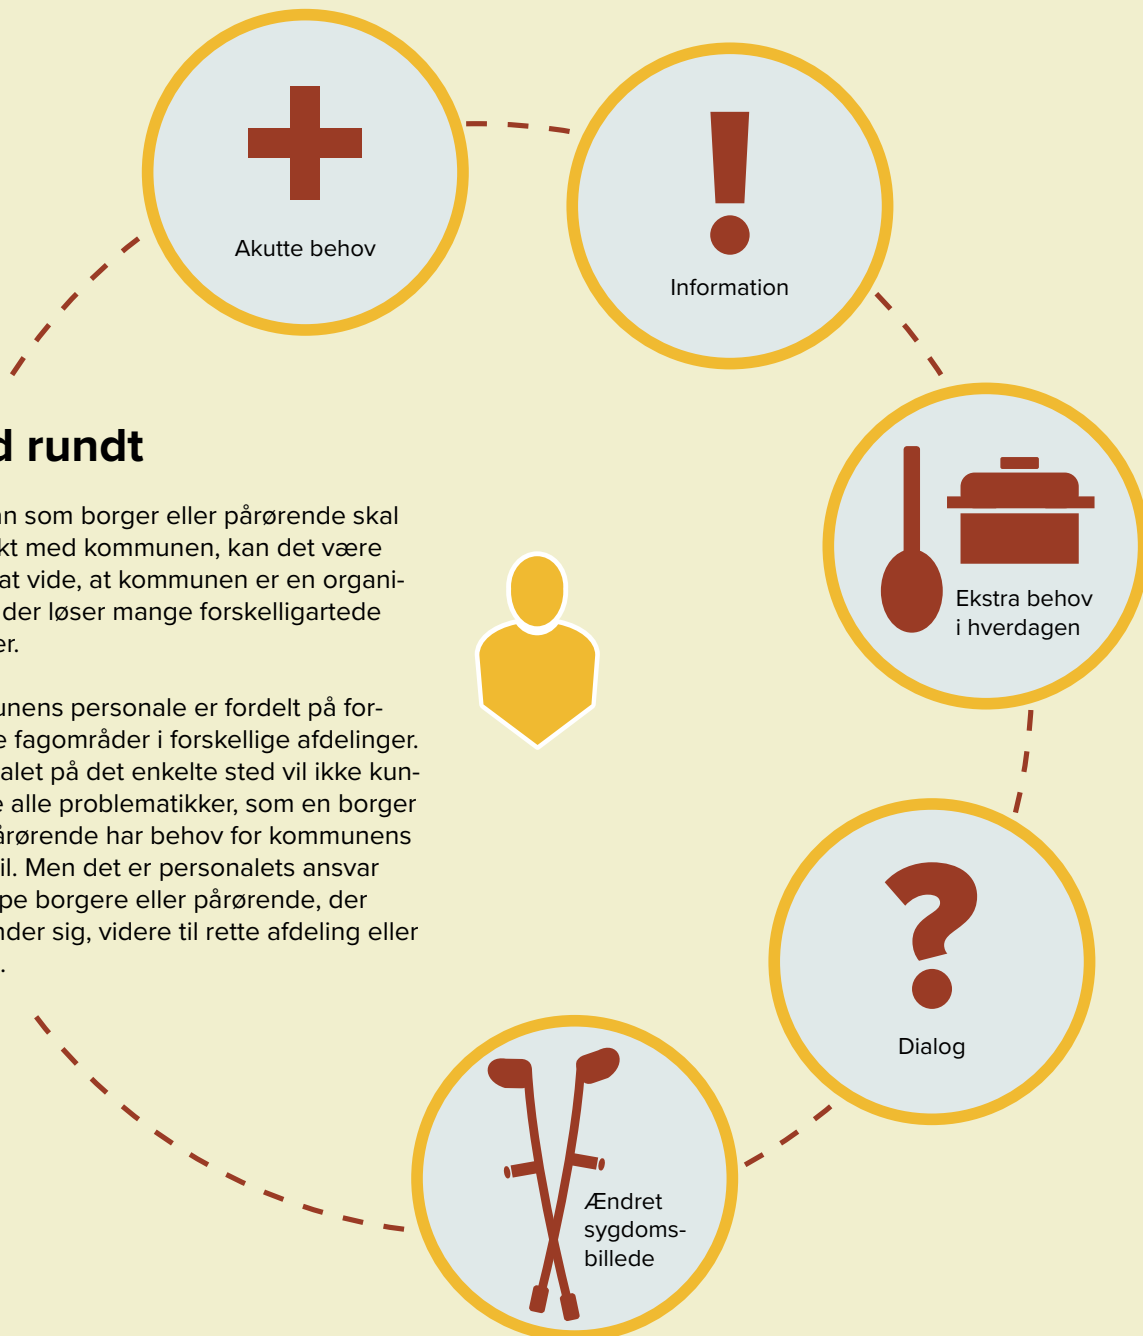 Akutte behov
Information
d rundt
an som borger eller pårørende skal
kt med kommunen, kan det være
at vide, at kommunen er en organi-
der løser mange forskelligartede
er.
unens personale er fordelt på for-
e fagområder i forskellige afdelinger.
alet på det enkelte sted vil ikke kun-
e alle problematikker, som en borger
årørende har behov for kommunens
il. Men det er personalets ansvar
pe borgere eller pårørende, der
nder sig, videre til rette afdeling eller
.
Ekstra behov
i hverdagen
Dialog
Ændret
sygdoms-
billede